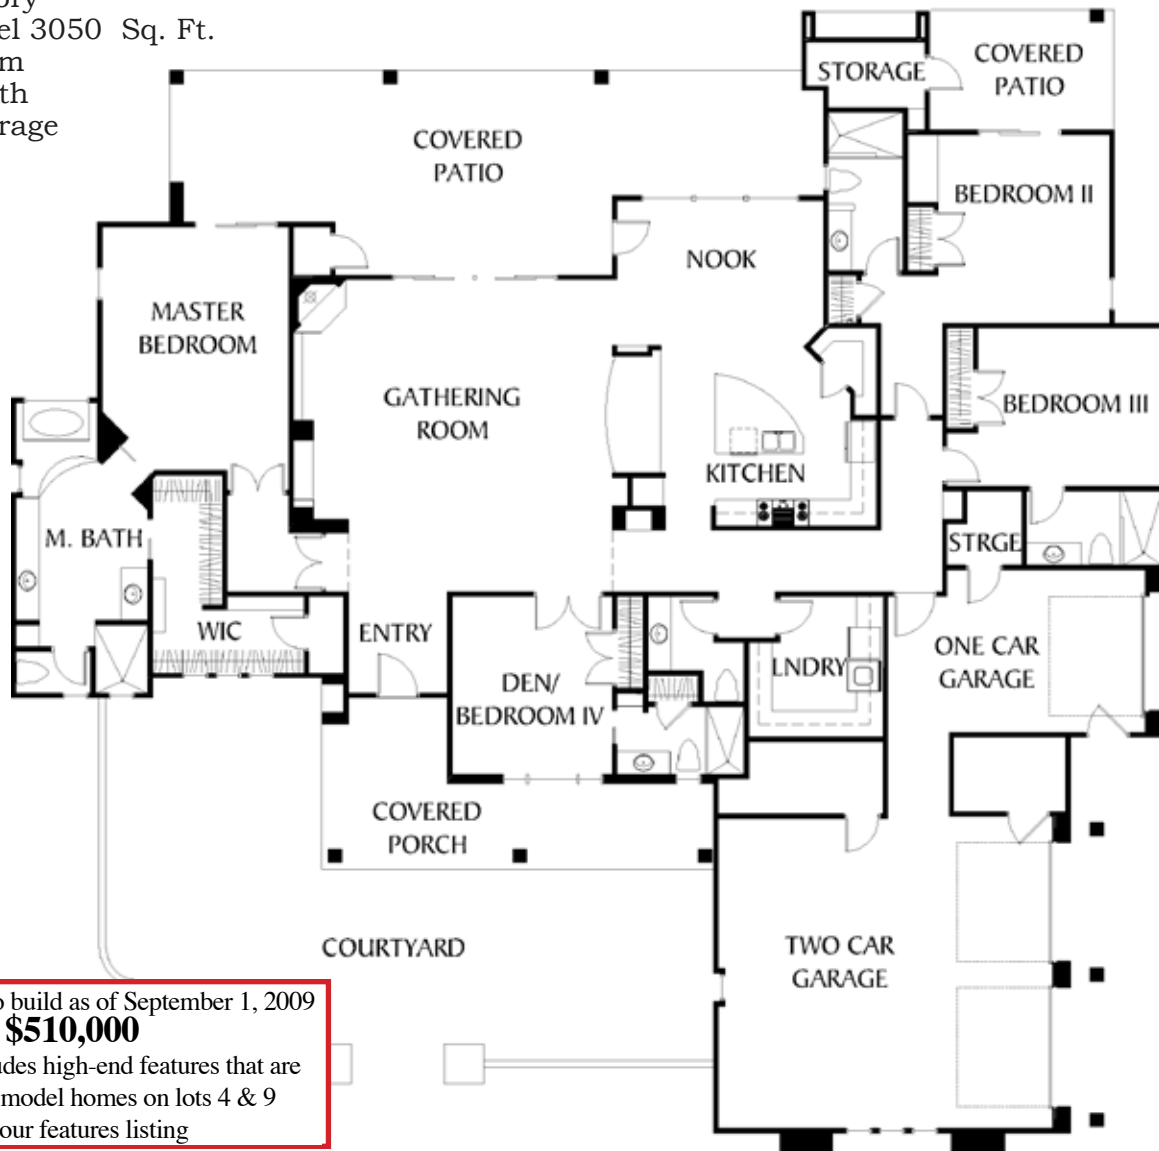 ory
el 3050 Sq. Ft.
m
th
rage
STORAGE
COVERED
PATIO
COVERED
PATIO
BEDROOM II
NOOK
MASTER
BEDROOM
GATHERING
ROOM
BEDROOM III
KITCHEN
M. BATH
STRGE
WIC
ENTRY
ONE CAR
GARAGE
LNDRY
DEN/
BEDROOM IV
COVERED
PORCH
COURTYARD
TWO CAR
GARAGE
o build as of September 1, 2009
$510,000
udes high-end features that are
model homes on lots 4 & 9
our features listing